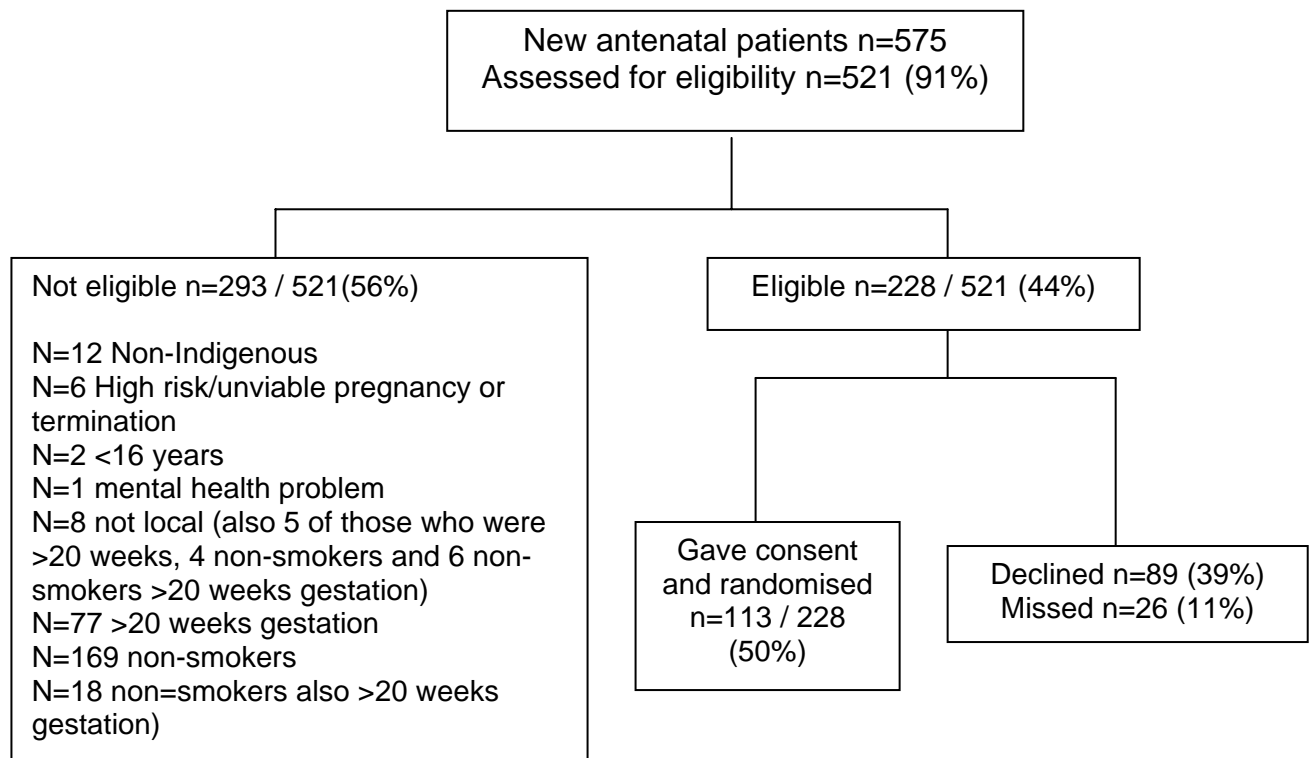 New antenatal patients n=575
Assessed for eligibility n=521 (91%)
Not eligible n=293 / 521(56%)
N=12 Non-Indigenous
N=6 High risk/unviable pregnancy or
termination
N=2 <16 years
N=1 mental health problem
N=8 not local (also 5 of those who were
>20 weeks, 4 non-smokers and 6 non-
smokers >20 weeks gestation)
N=77 >20 weeks gestation
N=169 non-smokers
N=18 non=smokers also >20 weeks
gestation)
Eligible n=228 / 521 (44%)
Gave consent
and randomised
n=113 / 228
(50%)
Declined n=89 (39%)
Missed n=26 (11%)